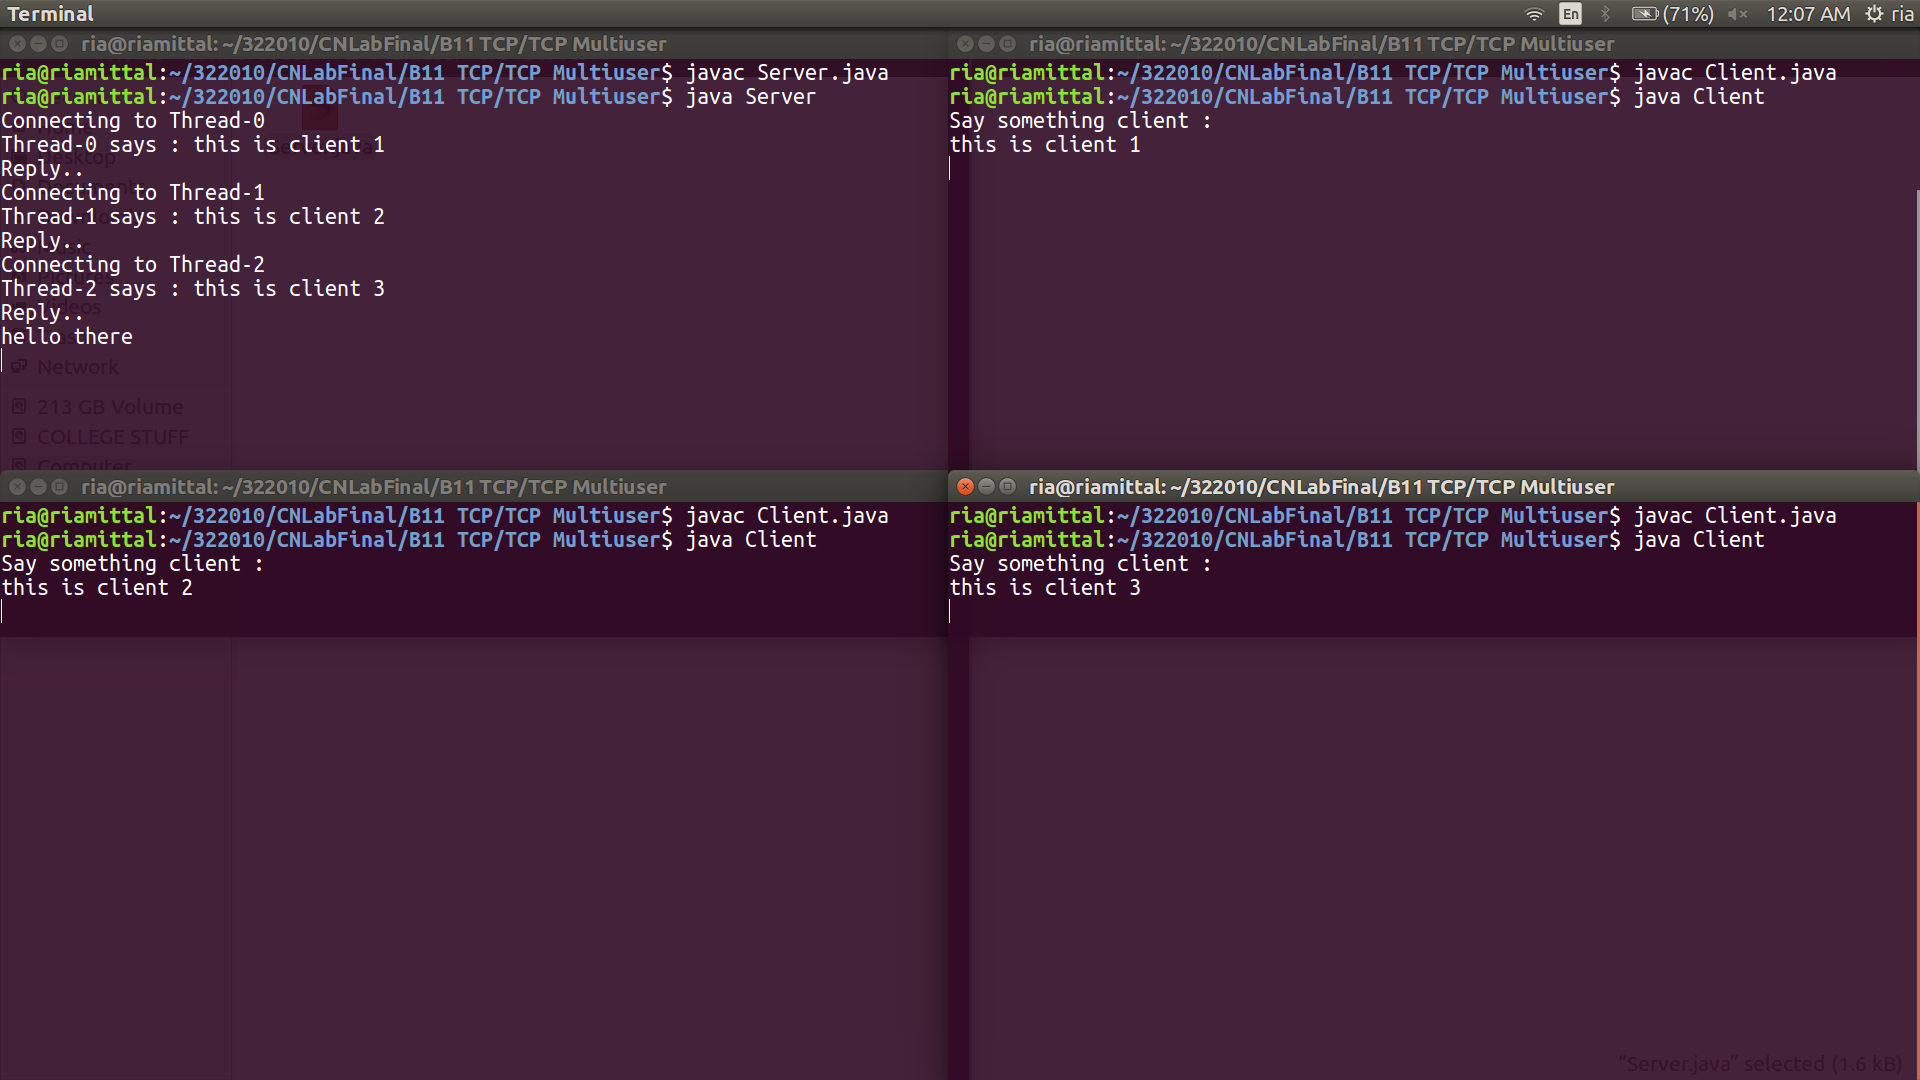 Terminal
En
(71%)
12:07 AM
ria
ria@riamittal: ~/322010/CNLabFinal/B11 TCP/TCP Multiuser
ria@riamittal:~/322010/CNLabFinal/B11 TCP/TCP Multiuser$ javac Server.java
ria@riamittal:~/322010/CNLabFinal/B11 TCP/TCP Multiuser$ java Server
Connecting to Thread-0
Thread-0 says : this is client 1
Reply..
Connecting to Thread-1
Thread-1 says : this is client 2
Reply..
Connecting to Thread-2
Thread-2 says : this is client 3
Reply..
hello there
Desktop
Videos
Network
213 GB Volume
COLLEGE STUFF
Computer
ria@riamittal: ~/322010/CNLabFinal/B11 TCP/TCP Multiuser
ria@riamittal:~/322010/CNLabFinal/B11 TCP/TCP Multiuser$ javac Client.java
ria@riamittal:~/322010/CNLabFinal/B11 TCP/TCP Multiuser$ java Client
Say something client :
this is client 1
ria@riamittal: ~/322010/CNLabFinal/B11 TCP/TCP Multiuser
ria@riamittal:~/322010/CNLabFinal/B11 TCP/TCP Multiuser$ javac Client.java
ria@riamittal:~/322010/CNLabFinal/B11 TCP/TCP Multiuser$ java Client
Say something client :
this is client 2
ria@riamittal: ~/322010/CNLabFinal/B11 TCP/TCP Multiuser
ria@riamittal:~/322010/CNLabFinal/B11 TCP/TCP Multiuser$ javac Client.java
ria@riamittal:~/322010/CNLabFinal/B11 TCP/TCP Multiuser$ java Client
Say something client :
this is client 3
"Server.java" selected (1.6 kB)